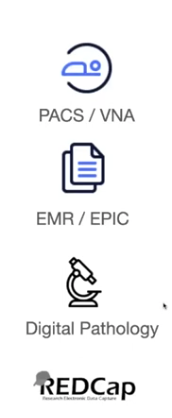 PACS / VNA
EMR / EPIC
Digital Pathology
REDCap
Research Electronic Data Capture